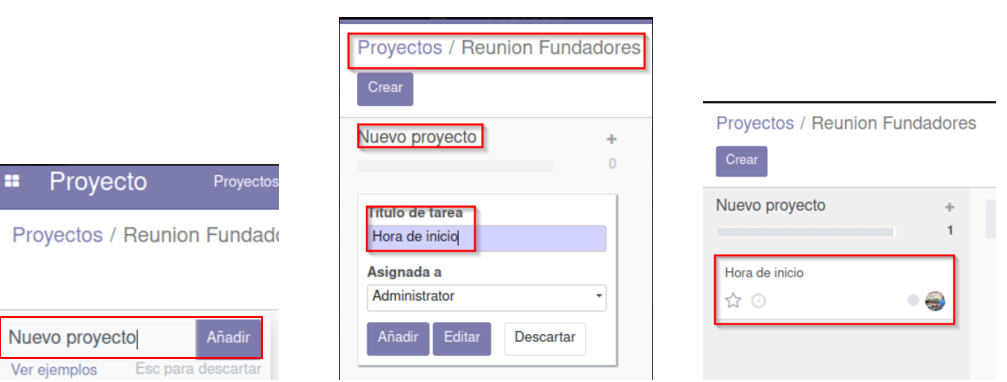 Proyecto Proyectos
Proyectos / Reunion Fundad
Nuevo proyecto Añadir
Ver ejemplos Esc para descartar
Proyectos / Reunion Fundadores
Crear
Nuevo proyecto +
0
Título de tarea
Hora de inicio
Asignada a
Administrator
Añadir Editar Descartar
Proyectos / Reunion Fundadores
Crear
Nuevo proyecto +
1
Hora de inicio